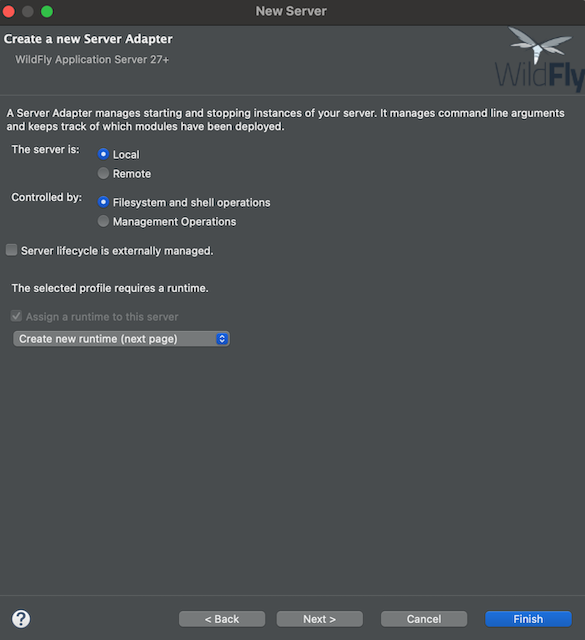 New Server
Create a new Server Adapter
WildFly Application Server 27+
WildFly
A Server Adapter manages starting and stopping instances of your server. It manages command line arguments
and keeps track of which modules have been deployed.
The server is:
Local
Remote
Controlled by:
Filesystem and shell operations
Management Operations
Server lifecycle is externally managed.
The selected profile requires a runtime.
Assign a runtime to this server
Create new runtime (next page)
?
< Back
Next >
Cancel
Finish